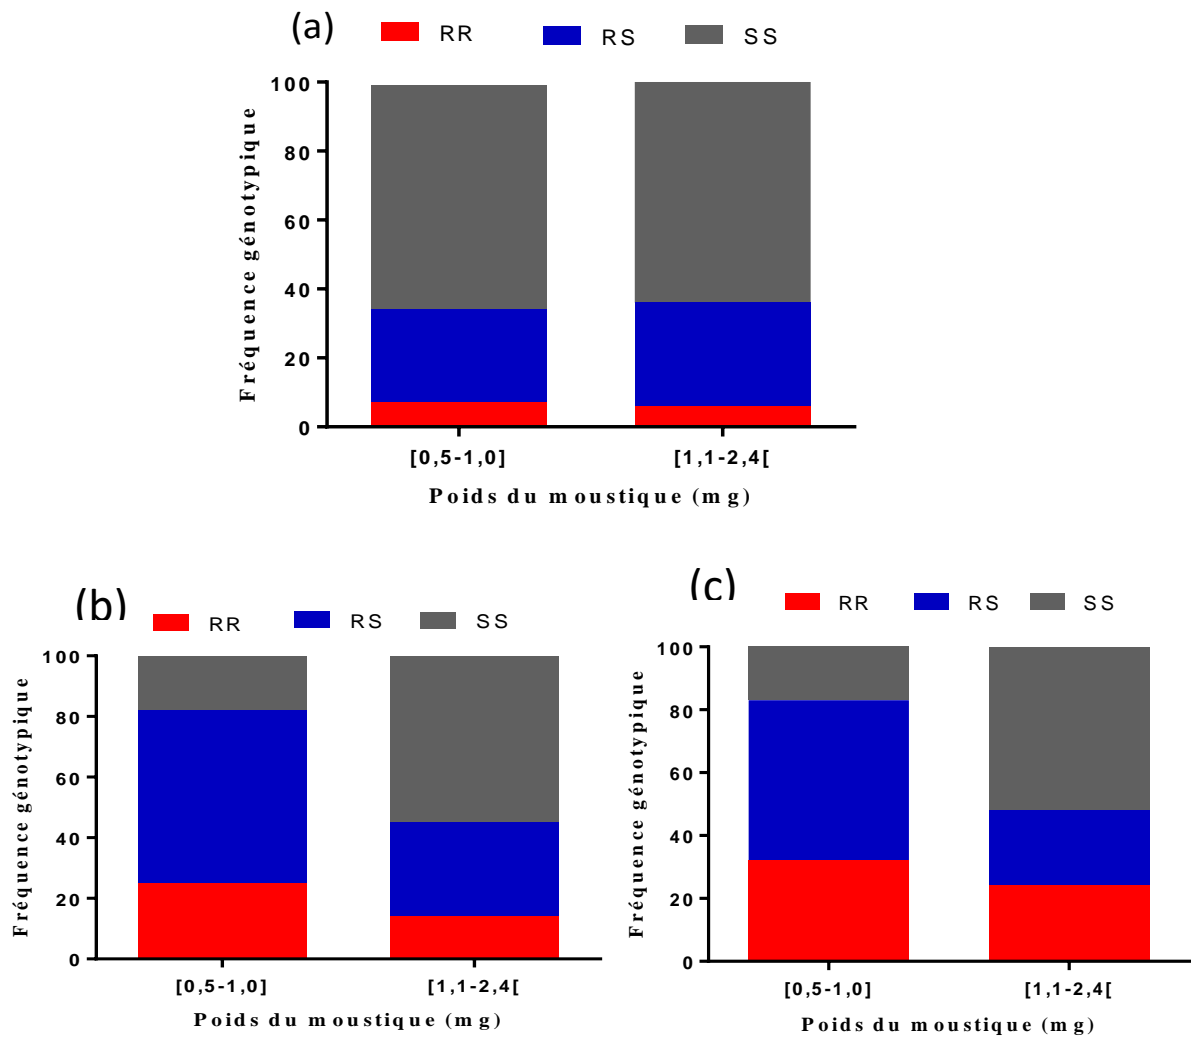 (a) RR RS SS
100
80
60
40
20
0
Fréquence génotypique
[0,5-1,0] [1,1-2,4[
Poids du moustique (mg)
(b) RR RS SS
100
80
60
40
20
0
Fréquence génotypique
[0,5-1,0] [1,1-2,4[
Poids du moustique (mg)
(c) RR RS SS
100
80
60
40
20
0
Fréquence génotypique
[0,5-1,0] [1,1-2,4[
Poids du moustique (mg)